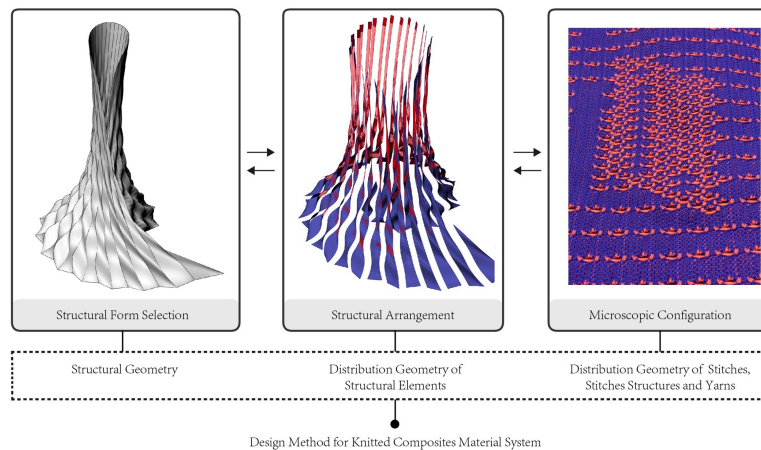 Structural Form Selection
Structural Arrangement
Microscopic Configuration
Structural Geometry
Distribution Geometry of
Structural Elements
Distribution Geometry of Stitches,
Stitches Structures and Yarns
Design Method for Knitted Composites Material System